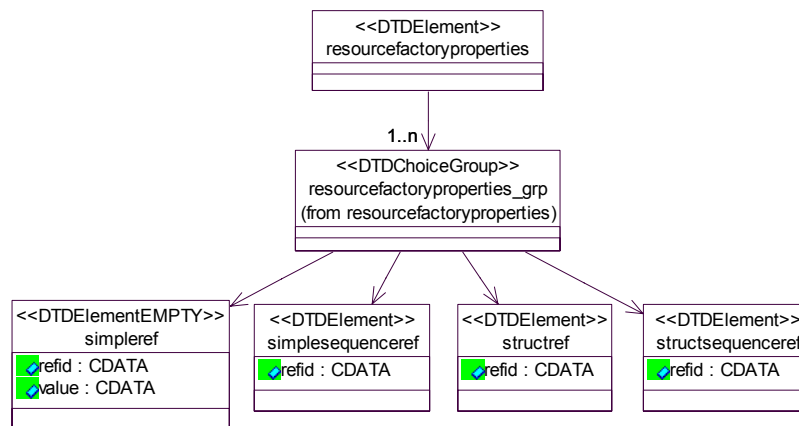 <<DTDElement>>
resourcefactoryproperties
1..n
<<DTDChoiceGroup>>
resourcefactoryproperties_grp
(from resourcefactoryproperties)
<<DTDElementEMPTY>>
simpleref
refid : CDATA
value : CDATA
<<DTDElement>>
simplesequenceref
refid : CDATA
<<DTDElement>>
structref
refid : CDATA
<<DTDElement>>
structsequenceref
refid : CDATA